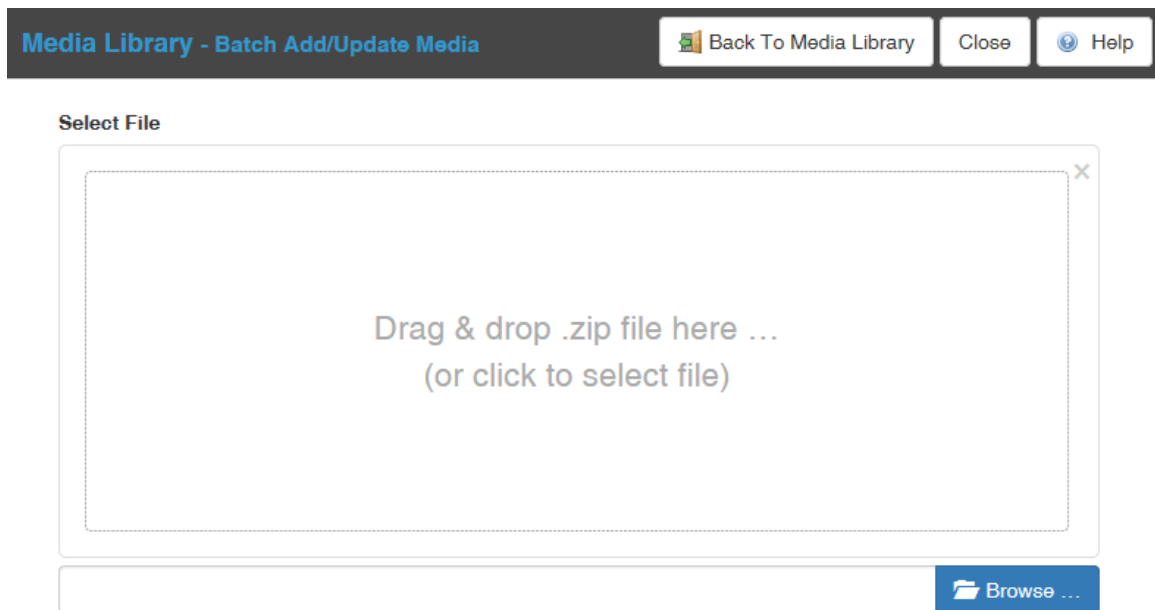 Media Library - Batch Add/Update Media
Back To Media Library
Close
Help
Select File
×
Drag & drop .zip file here ...
(or click to select file)
Browse ...